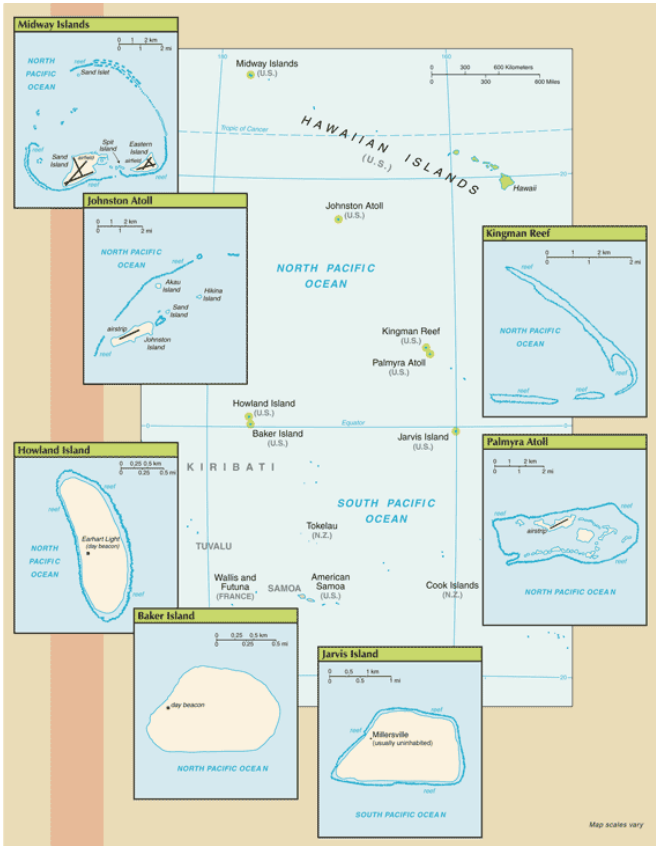 Midway Islands
0 1 2 km
0 1 2 mi
NORTH
PACIFIC
OCEAN
reef
Sand Islet
Spit
Island
Eastern
Island
Sand
Island
airfield
airfield
reef
reef
180
160
Midway Islands
(U.S.)
0 300 600 Kilometers
0 300 600 Miles
Tropic of Cancer
HAWAIIAN ISLANDS
(U.S.)
20
Hawaii
Johnston Atoll
0 1 2 km
0 1 2 mi
NORTH PACIFIC
OCEAN
reef
Akau
Island
Hikina
Island
Sand
Island
airstrip
Johnston
Island
reef
Johnston Atoll
(U.S.)
NORTH PACIFIC
OCEAN
Kingman Reef
reef
0 1 2 km
0 1 2 mi
NORTH PACIFIC
OCEAN
reef
reef
Kingman Reef
(U.S.)
Palmyra Atoll
(U.S.)
Howland Island
(U.S.)
Baker Island
(U.S.)
Equator
0
Jarvis Island
(U.S.)
KIRIBATI
SOUTH PACIFIC
OCEAN
Tokelau
(N.Z.)
TUVALU
Wallis and
Futuna
(FRANCE)
SAMOA
American
Samoa
(U.S.)
Cook Islands
(N.Z.)
20
Howland Island
0 0,25 0,5 km
0 0.25 0.5 mi
reef
reef
Earhart Light
(day beacon)
NORTH
PACIFIC
OCEAN
reef
Palmyra Atoll
0 1 2 km
0 1 2 mi
reef
reef
airstrip
NORTH PACIFIC OCEAN
Baker Island
0 0,25 0,5 km
0 0.25 0.5 mi
day beacon
NORTH PACIFIC OCEAN
Jarvis Island
0 0,5 1 km
0 0.5 1 mi
reef
Millersville
(usually uninhabited)
reef
SOUTH PACIFIC OCEAN
Map scales vary